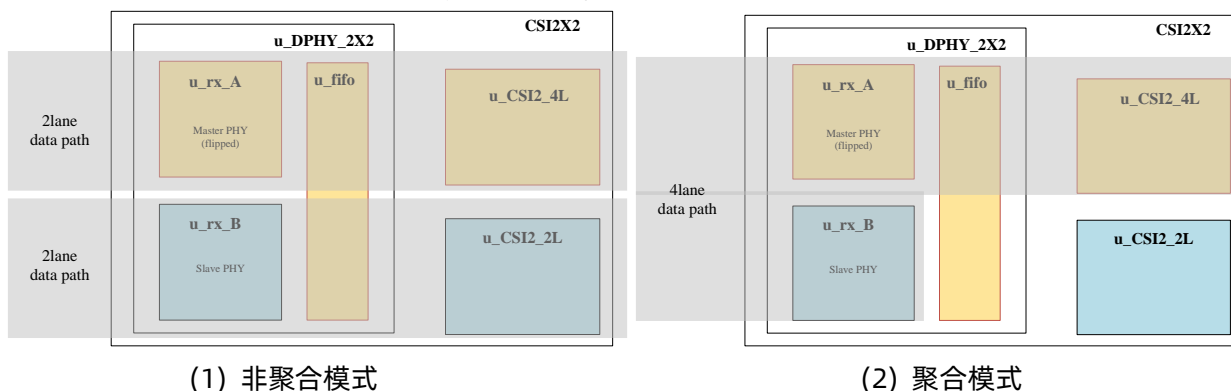 CSI2X2
u_DPHY_2X2
u_rx_A
u_fifo
u_CSI2_4L
Master PHY
(flipped)
2lane
data path
u_rx_B
u_CSI2_2L
Slave PHY
2lane
data path
(1) 非聚合模式
CSI2X2
u_DPHY_2X2
u_rx_A
u_fifo
u_CSI2_4L
Master PHY
(flipped)
4lane
data path
u_rx_B
u_CSI2_2L
Slave PHY
(2) 聚合模式